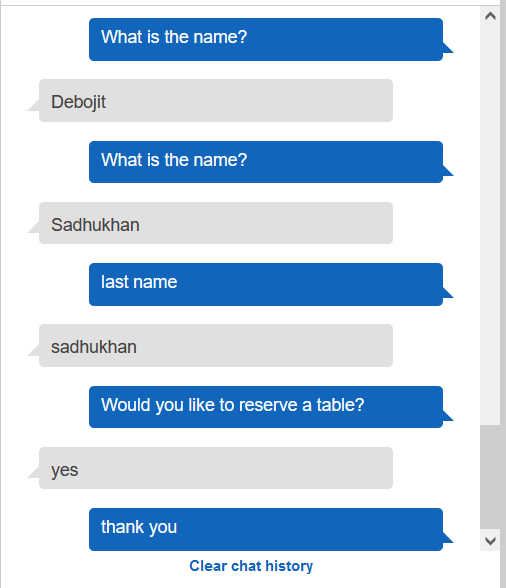 What is the name?
Debojit
What is the name?
Sadhukhan
last name
sadhukhan
Would you like to reserve a table?
yes
thank you
Clear chat history